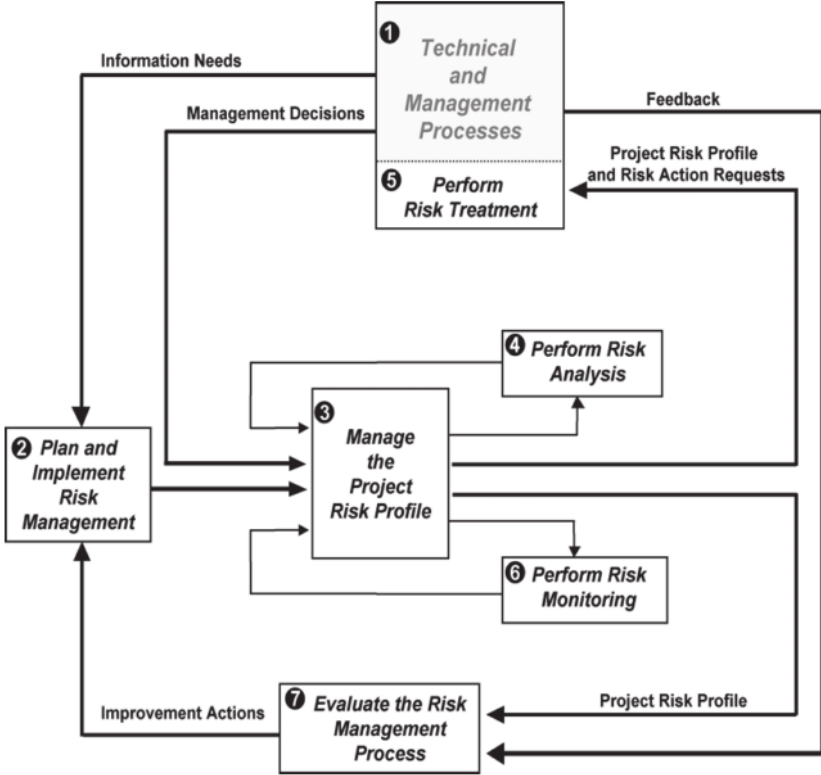 ❶ Technical
and
Management
Processes
Information Needs
Management Decisions
Feedback
Project Risk Profile
and Risk Action Requests
❺ Perform
Risk Treatment
❹ Perform Risk
Analysis
❸ Manage
the
Project
Risk Profile
❷ Plan and
Implement
Risk
Management
❻ Perform Risk
Monitoring
❼ Evaluate the Risk
Management
Process
Improvement Actions
Project Risk Profile